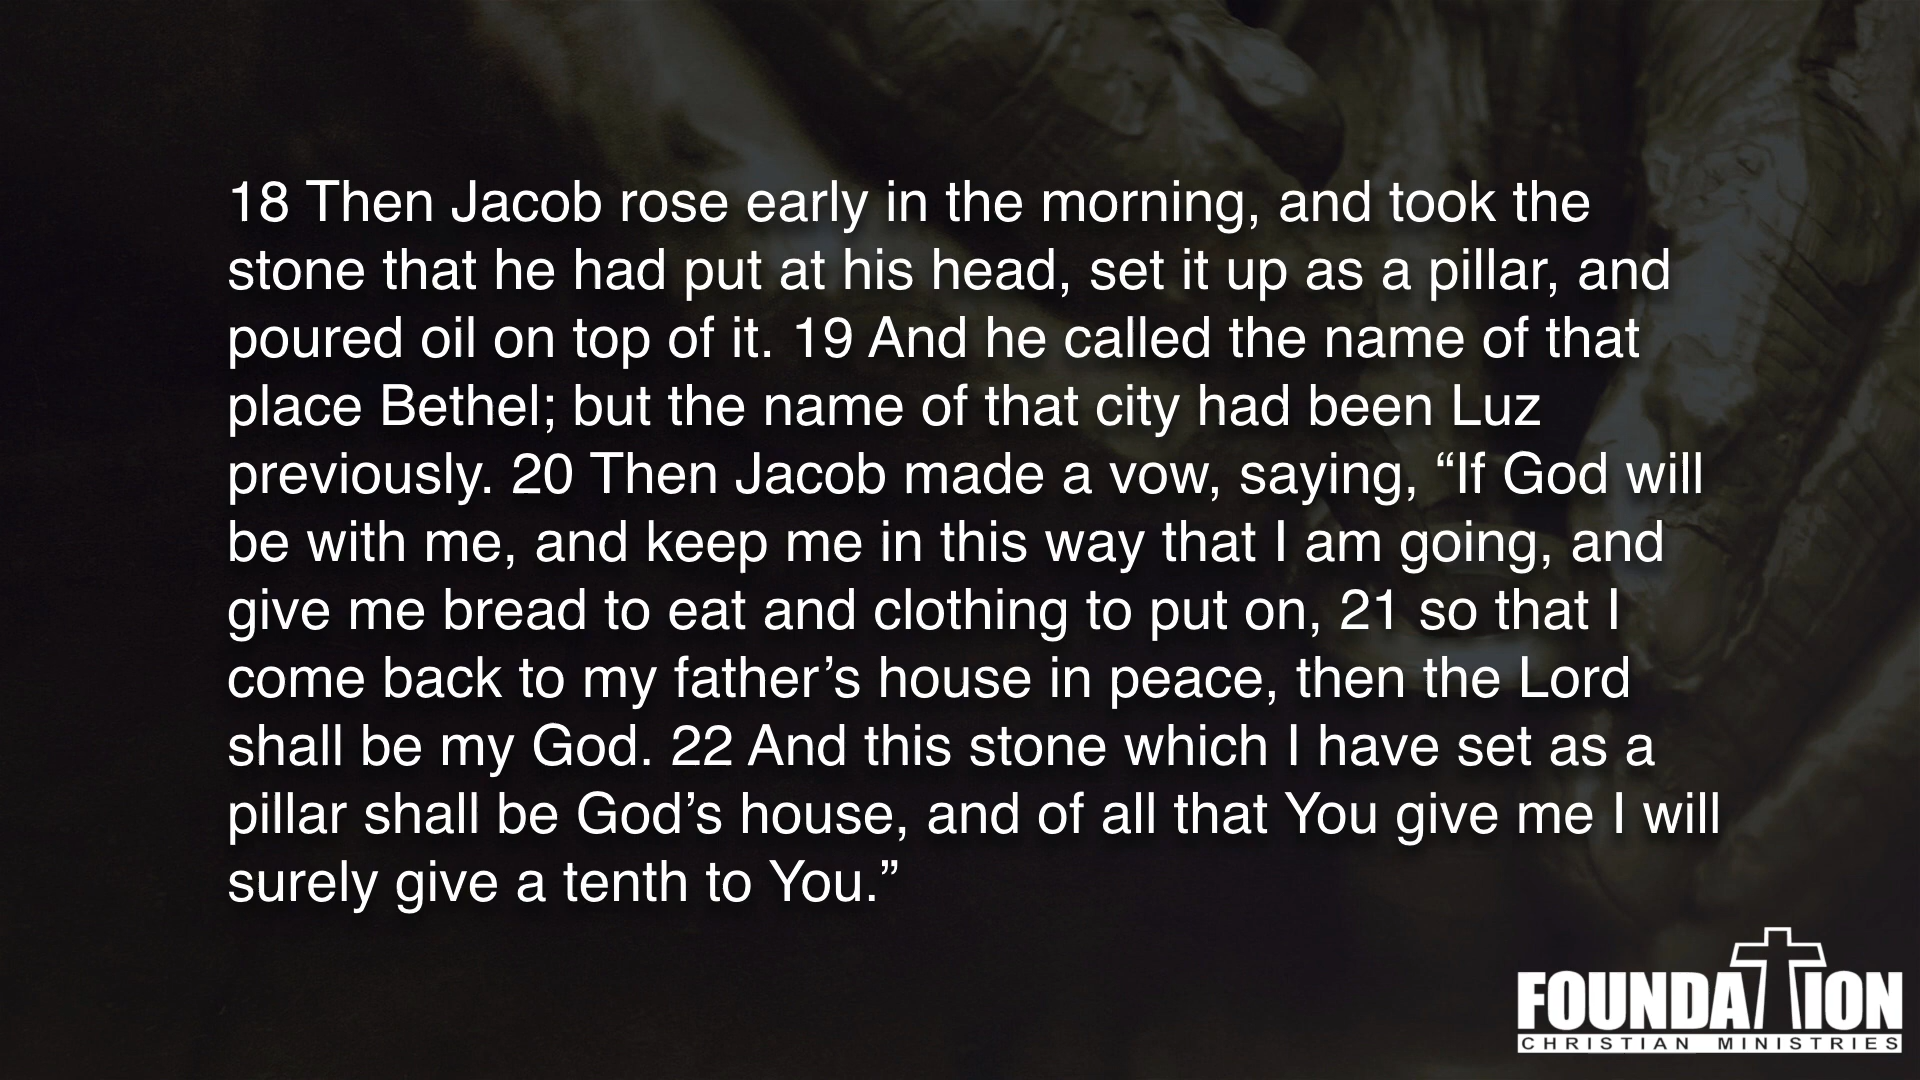 18 Then Jacob rose early in the morning, and took the
stone that he had put at his head, set it up as a pillar, and
poured oil on top of it. 19 And he called the name of that
place Bethel; but the name of that city had been Luz
previously. 20 Then Jacob made a vow, saying, “If God will
be with me, and keep me in this way that I am going, and
give me bread to eat and clothing to put on, 21 so that I
come back to my father’s house in peace, then the Lord
shall be my God. 22 And this stone which I have set as a
pillar shall be God’s house, and of all that You give me I will
surely give a tenth to You.”
FOUNDATION
CHRISTIAN MINISTRIES